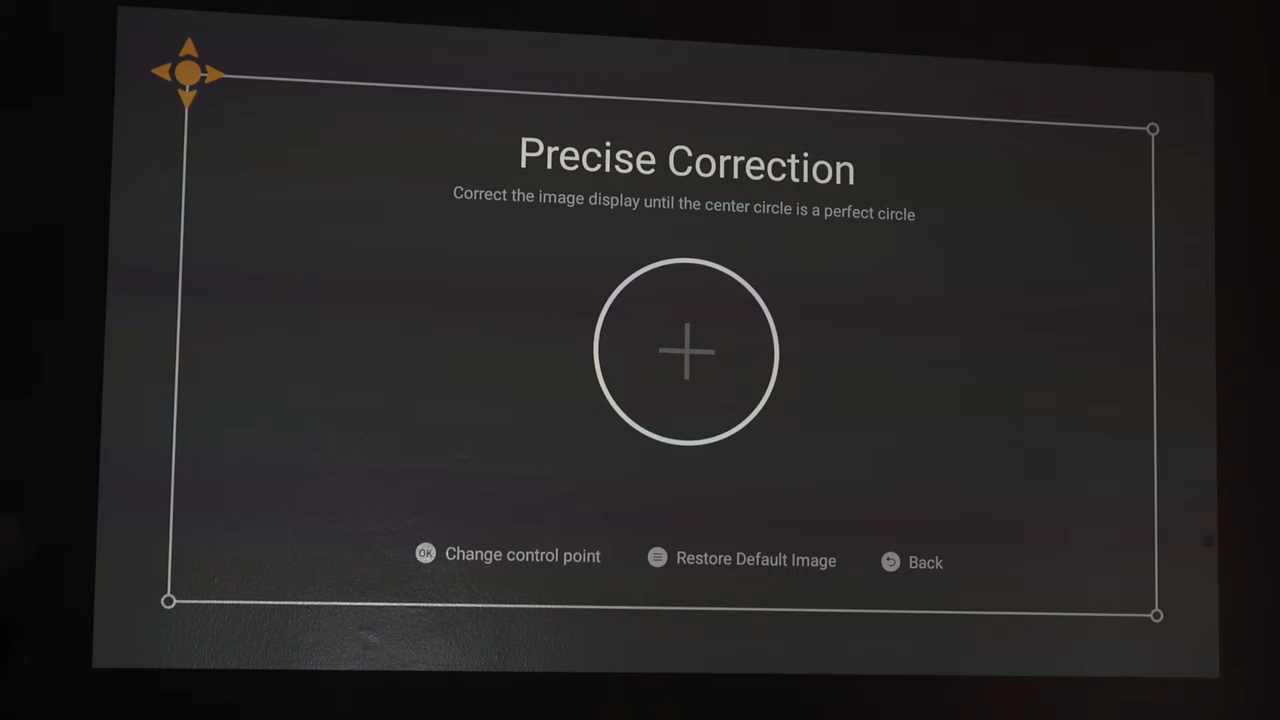 Precise Correction
Correct the image display until the center circle is a perfect circle
OK Change control point
Restore Default Image
Back